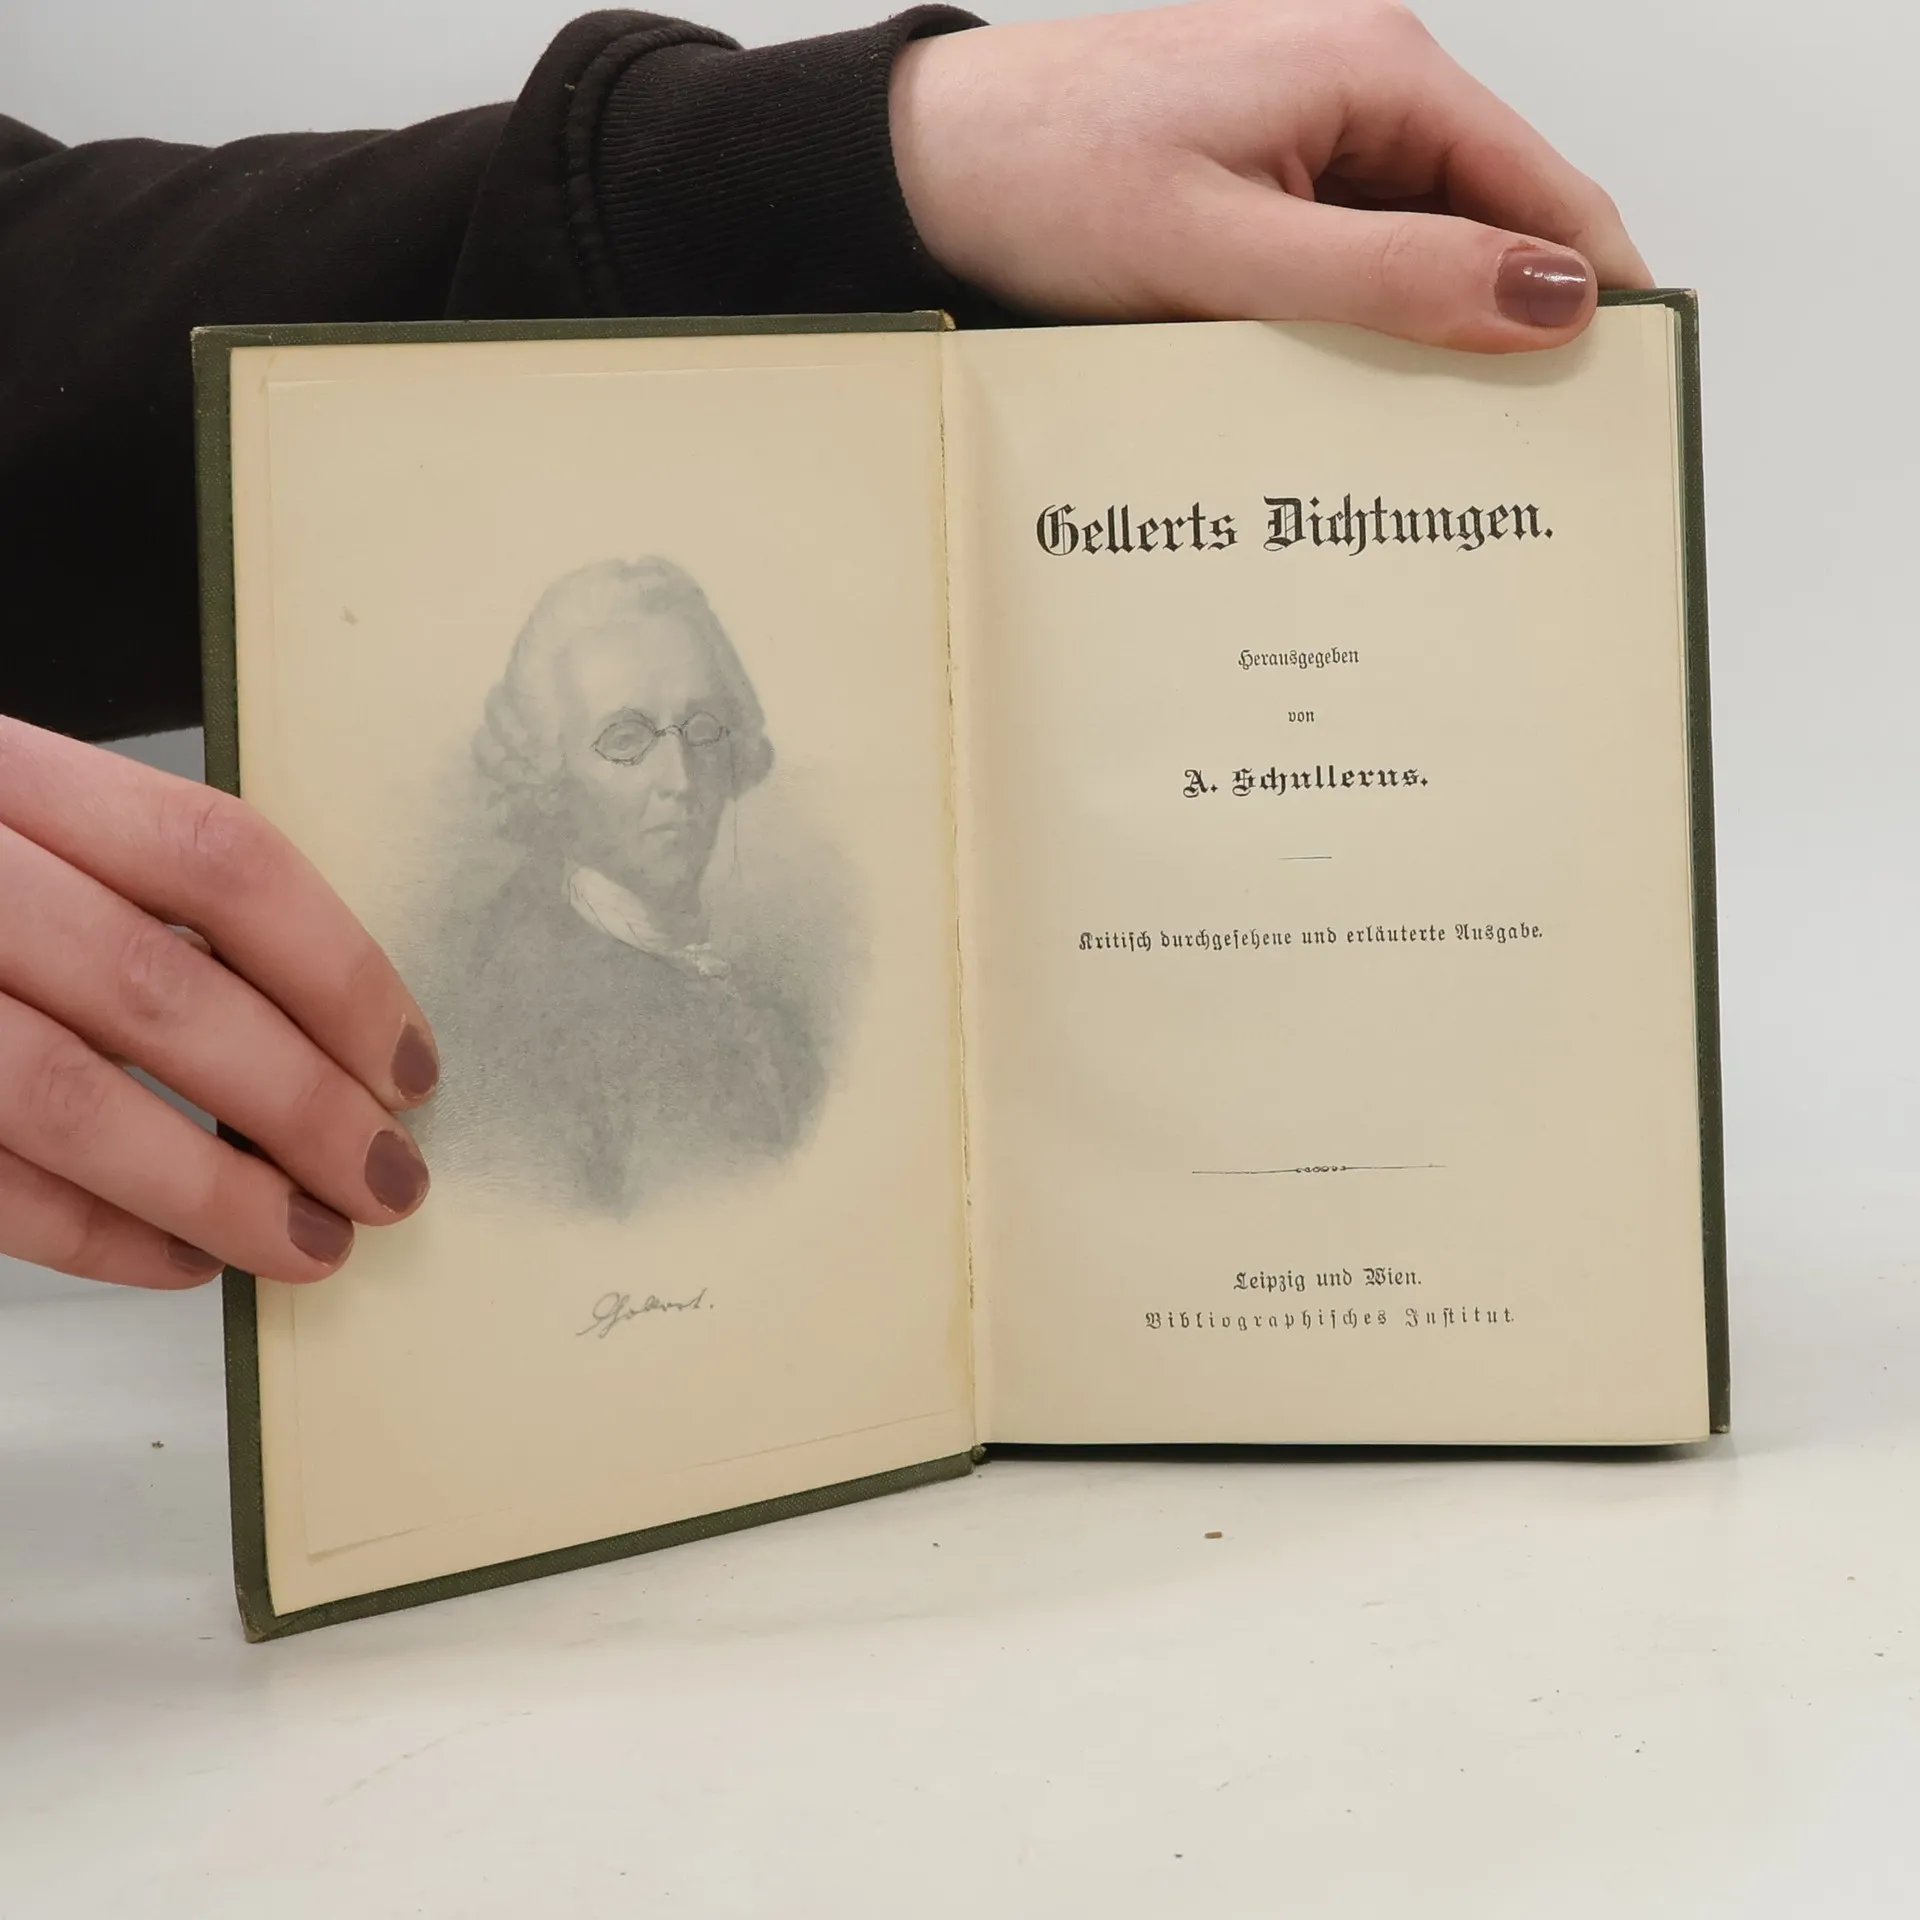 Gellerts Dichtungen.
Herausgegeben
von
A. Schullerus.
Kritisch durchgesehene und erläuterte Ausgabe.
Leipzig und Wien.
Bibliographisches Institut.